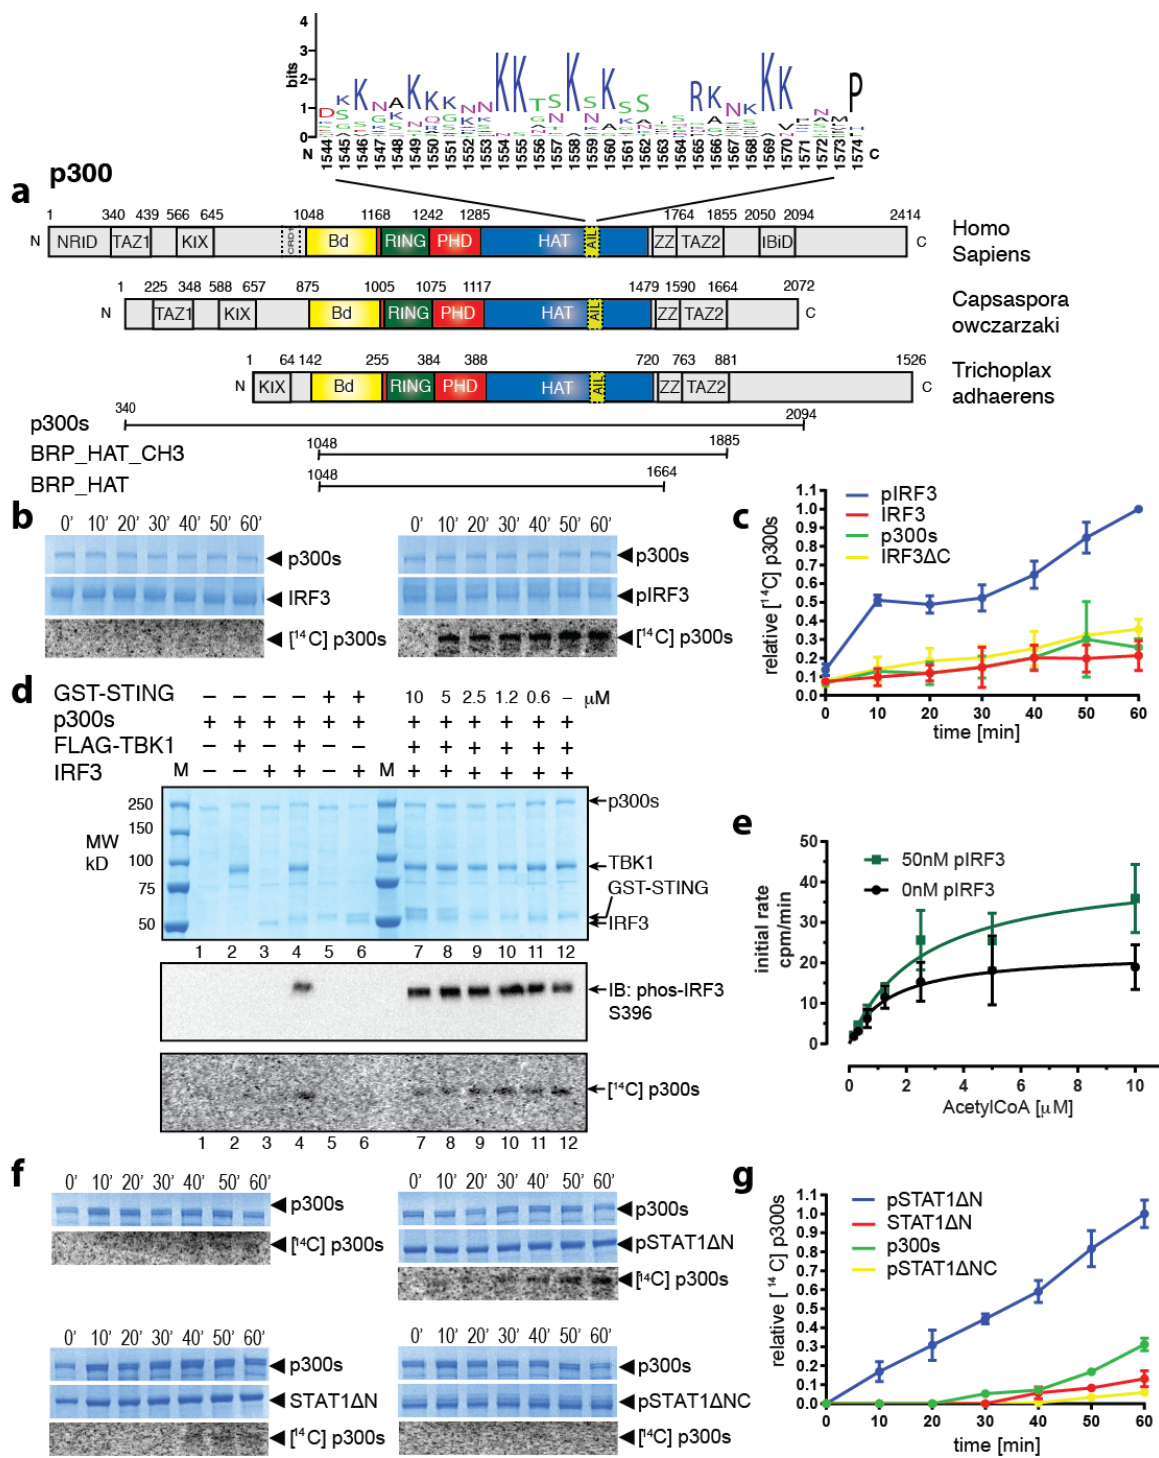 4
3
2
1
0
bits
N 1544 1545 1546 1547 1548 1549 1550 1551 1552 1553 1554 1555 1556 1557 1558 1559 1560 1561 1562 1563 1564 1565 1566 1567 1568 1569 1570 1571 1572 1573 1574 C
p300
a
1 340 439 566 645 1048 1168 1242 1285 1764 1855 2050 2094 2414
N NRID TAZ1 KIX CRD1 Bd RING PHD HAT AIL ZZ TAZ2 IBiD C
Homo
Sapiens
1 225 348 588 657 875 1005 1075 1117 1479 1590 1664 2072
N TAZ1 KIX Bd RING PHD HAT AIL ZZ TAZ2 C
Capsaspora
owczarzaki
1 64 142 255 384 388 720 763 881 1526
N KIX Bd RING PHD HAT AIL ZZ TAZ2 C
Trichoplax
adhaerens
p300s 340 2094
BRP_HAT_CH3 1048 1885
BRP_HAT 1048 1664
b
0' 10' 20' 30' 40' 50' 60'
p300s
IRF3
[¹⁴C] p300s
0' 10' 20' 30' 40' 50' 60'
p300s
pIRF3
[¹⁴C] p300s
c
pIRF3
IRF3
p300s
IRF3ΔC
relative [¹⁴C] p300s
1.1
1.0
0.9
0.8
0.7
0.6
0.5
0.4
0.3
0.2
0.1
0.0
0 10 20 30 40 50 60
time [min]
d
GST-STING – – – – + + 10 5 2.5 1.2 0.6 – μM
p300s + + + + + + + + + + + +
FLAG-TBK1 – + – + – – + + + + + +
IRF3 M – – + + – + M + + + + + +
MW
kD
250
150
100
75
50
p300s
TBK1
GST-STING
IRF3
1 2 3 4 5 6 7 8 9 10 11 12
IB: phos-IRF3
S396
[¹⁴C] p300s
1 2 3 4 5 6 7 8 9 10 11 12
e
50nM pIRF3
0nM pIRF3
initial rate
cpm/min
50
40
30
20
10
0
0 2 4 6 8 10
AcetylCoA [μM]
f
0' 10' 20' 30' 40' 50' 60'
p300s
[¹⁴C] p300s
0' 10' 20' 30' 40' 50' 60'
p300s
pSTAT1ΔN
[¹⁴C] p300s
0' 10' 20' 30' 40' 50' 60'
p300s
STAT1ΔN
[¹⁴C] p300s
0' 10' 20' 30' 40' 50' 60'
p300s
pSTAT1ΔNC
[¹⁴C] p300s
g
pSTAT1ΔN
STAT1ΔN
p300s
pSTAT1ΔNC
relative [¹⁴C] p300s
1.1
1.0
0.9
0.8
0.7
0.6
0.5
0.4
0.3
0.2
0.1
0.0
0 10 20 30 40 50 60
time [min]